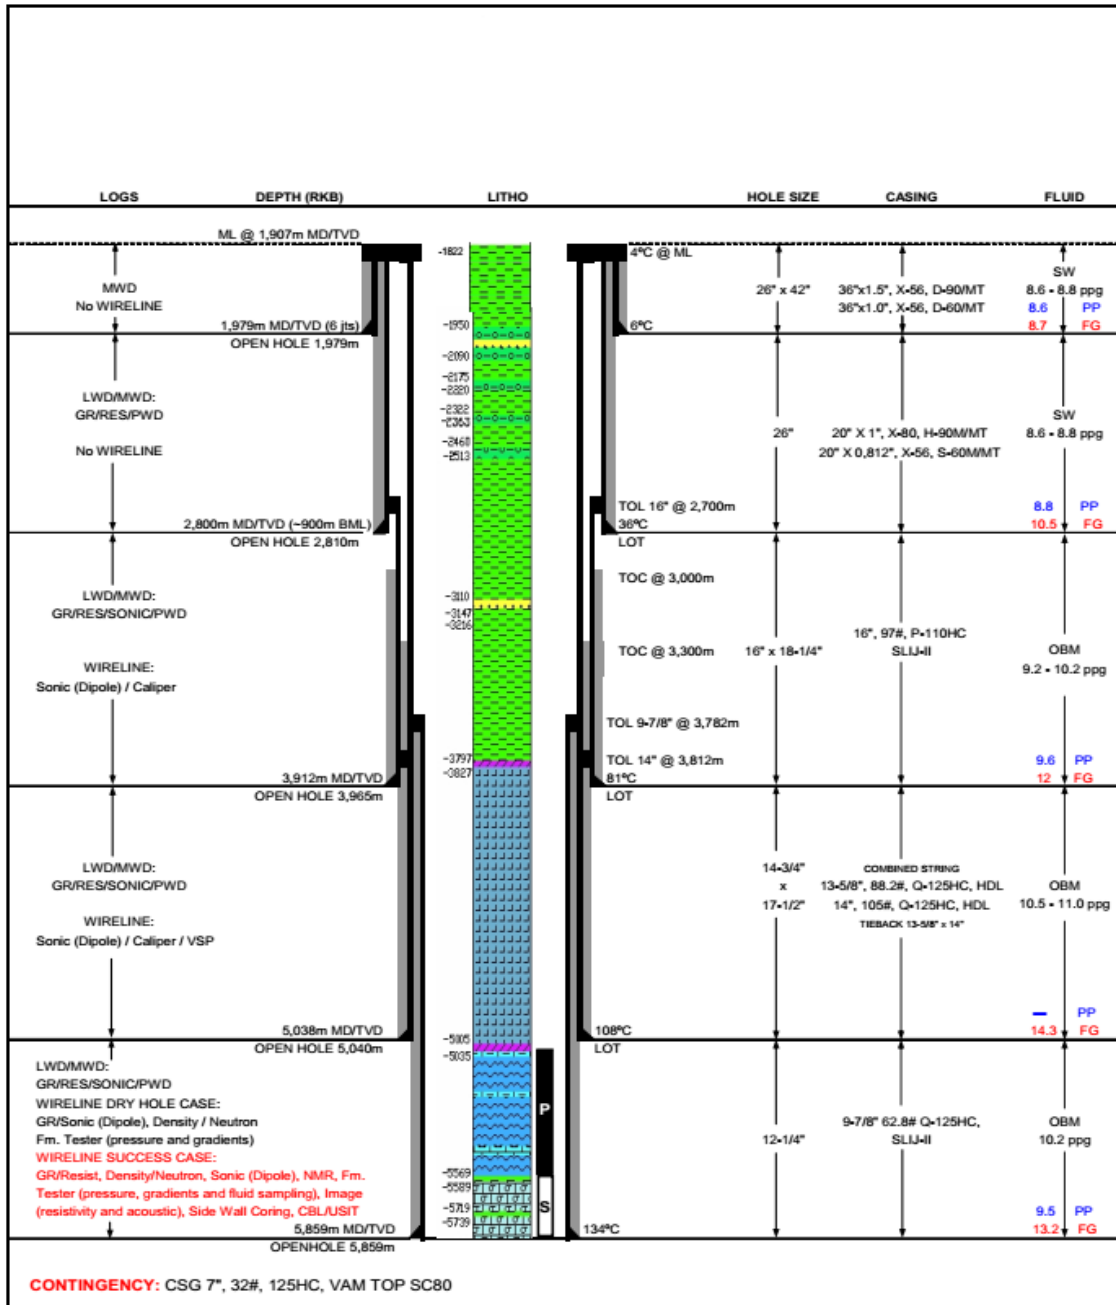 LOGS DEPTH (RKB) LITHO HOLE SIZE CASING FLUID
ML @ 1,907m MD/TVD
-1822 4ºC @ ML
SW
MWD 26" x 42" 36"x1.5", X-56, D-90/MT 8.6 - 8.8 ppg
No WIRELINE 36"x1.0", X-56, D-60/MT 8.6 PP
1,979m MD/TVD (6 jts) -1950 6ºC 8.7 FG
OPEN HOLE 1,979m
-2090
-2175
-2220
LWD/MWD:
GR/RES/PWD
-2322
-2363
SW
26" 20" X 1", X-80, H-90M/MT 8.6 - 8.8 ppg
No WIRELINE -2460 20" X 0,812", X-56, S-60M/MT
-2513
TOL 16" @ 2,700m 8.8 PP
2,800m MD/TVD (~900m BML) 36ºC 10.5 FG
OPEN HOLE 2,810m LOT
TOC @ 3,000m
LWD/MWD: -3110
GR/RES/SONIC/PWD -3147
-3216
16", 97#, P-110HC
TOC @ 3,300m 16" x 18-1/4" SLIJ-II OBM
WIRELINE: 9.2 - 10.2 ppg
Sonic (Dipole) / Caliper
TOL 9-7/8" @ 3,782m
-3797 TOL 14" @ 3,812m 9.6 PP
3,912m MD/TVD -3827 81ºC 12 FG
OPEN HOLE 3,965m LOT
LWD/MWD: 14-3/4" COMBINED STRING
GR/RES/SONIC/PWD x 13-5/8", 88.2#, Q-125HC, HDL OBM
17-1/2" 14", 105#, Q-125HC, HDL 10.5 - 11.0 ppg
WIRELINE: TIEBACK 13-5/8" x 14"
Sonic (Dipole) / Caliper / VSP
— PP
5,038m MD/TVD -5005 108ºC 14.3 FG
OPEN HOLE 5,040m -5035 LOT
LWD/MWD:
GR/RES/SONIC/PWD
WIRELINE DRY HOLE CASE: P
GR/Sonic (Dipole), Density / Neutron 9-7/8" 62.8# Q-125HC, OBM
Fm. Tester (pressure and gradients) 12-1/4" SLIJ-II 10.2 ppg
WIRELINE SUCCESS CASE:
GR/Resist, Density/Neutron, Sonic (Dipole), NMR, Fm. -5569
Tester (pressure, gradients and fluid sampling), Image -5589
(resistivity and acoustic), Side Wall Coring, CBL/USIT -5719 S 9.5 PP
5,859m MD/TVD -5739 134ºC 13.2 FG
OPENHOLE 5,859m
CONTINGENCY: CSG 7", 32#, 125HC, VAM TOP SC80